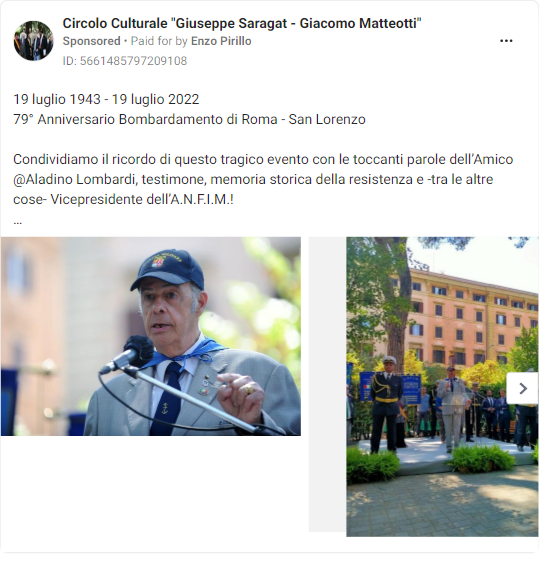 Circolo Culturale "Giuseppe Saragat - Giacomo Matteotti"
Sponsored • Paid for by Enzo Pirillo
ID: 5661485797209108
19 luglio 1943 - 19 luglio 2022
79° Anniversario Bombardamento di Roma - San Lorenzo
Condividiamo il ricordo di questo tragico evento con le toccanti parole dell'Amico
@Aladino Lombardi, testimone, memoria storica della resistenza e -tra le altre
cose- Vicepresidente dell'A.N.F.I.M.!
...